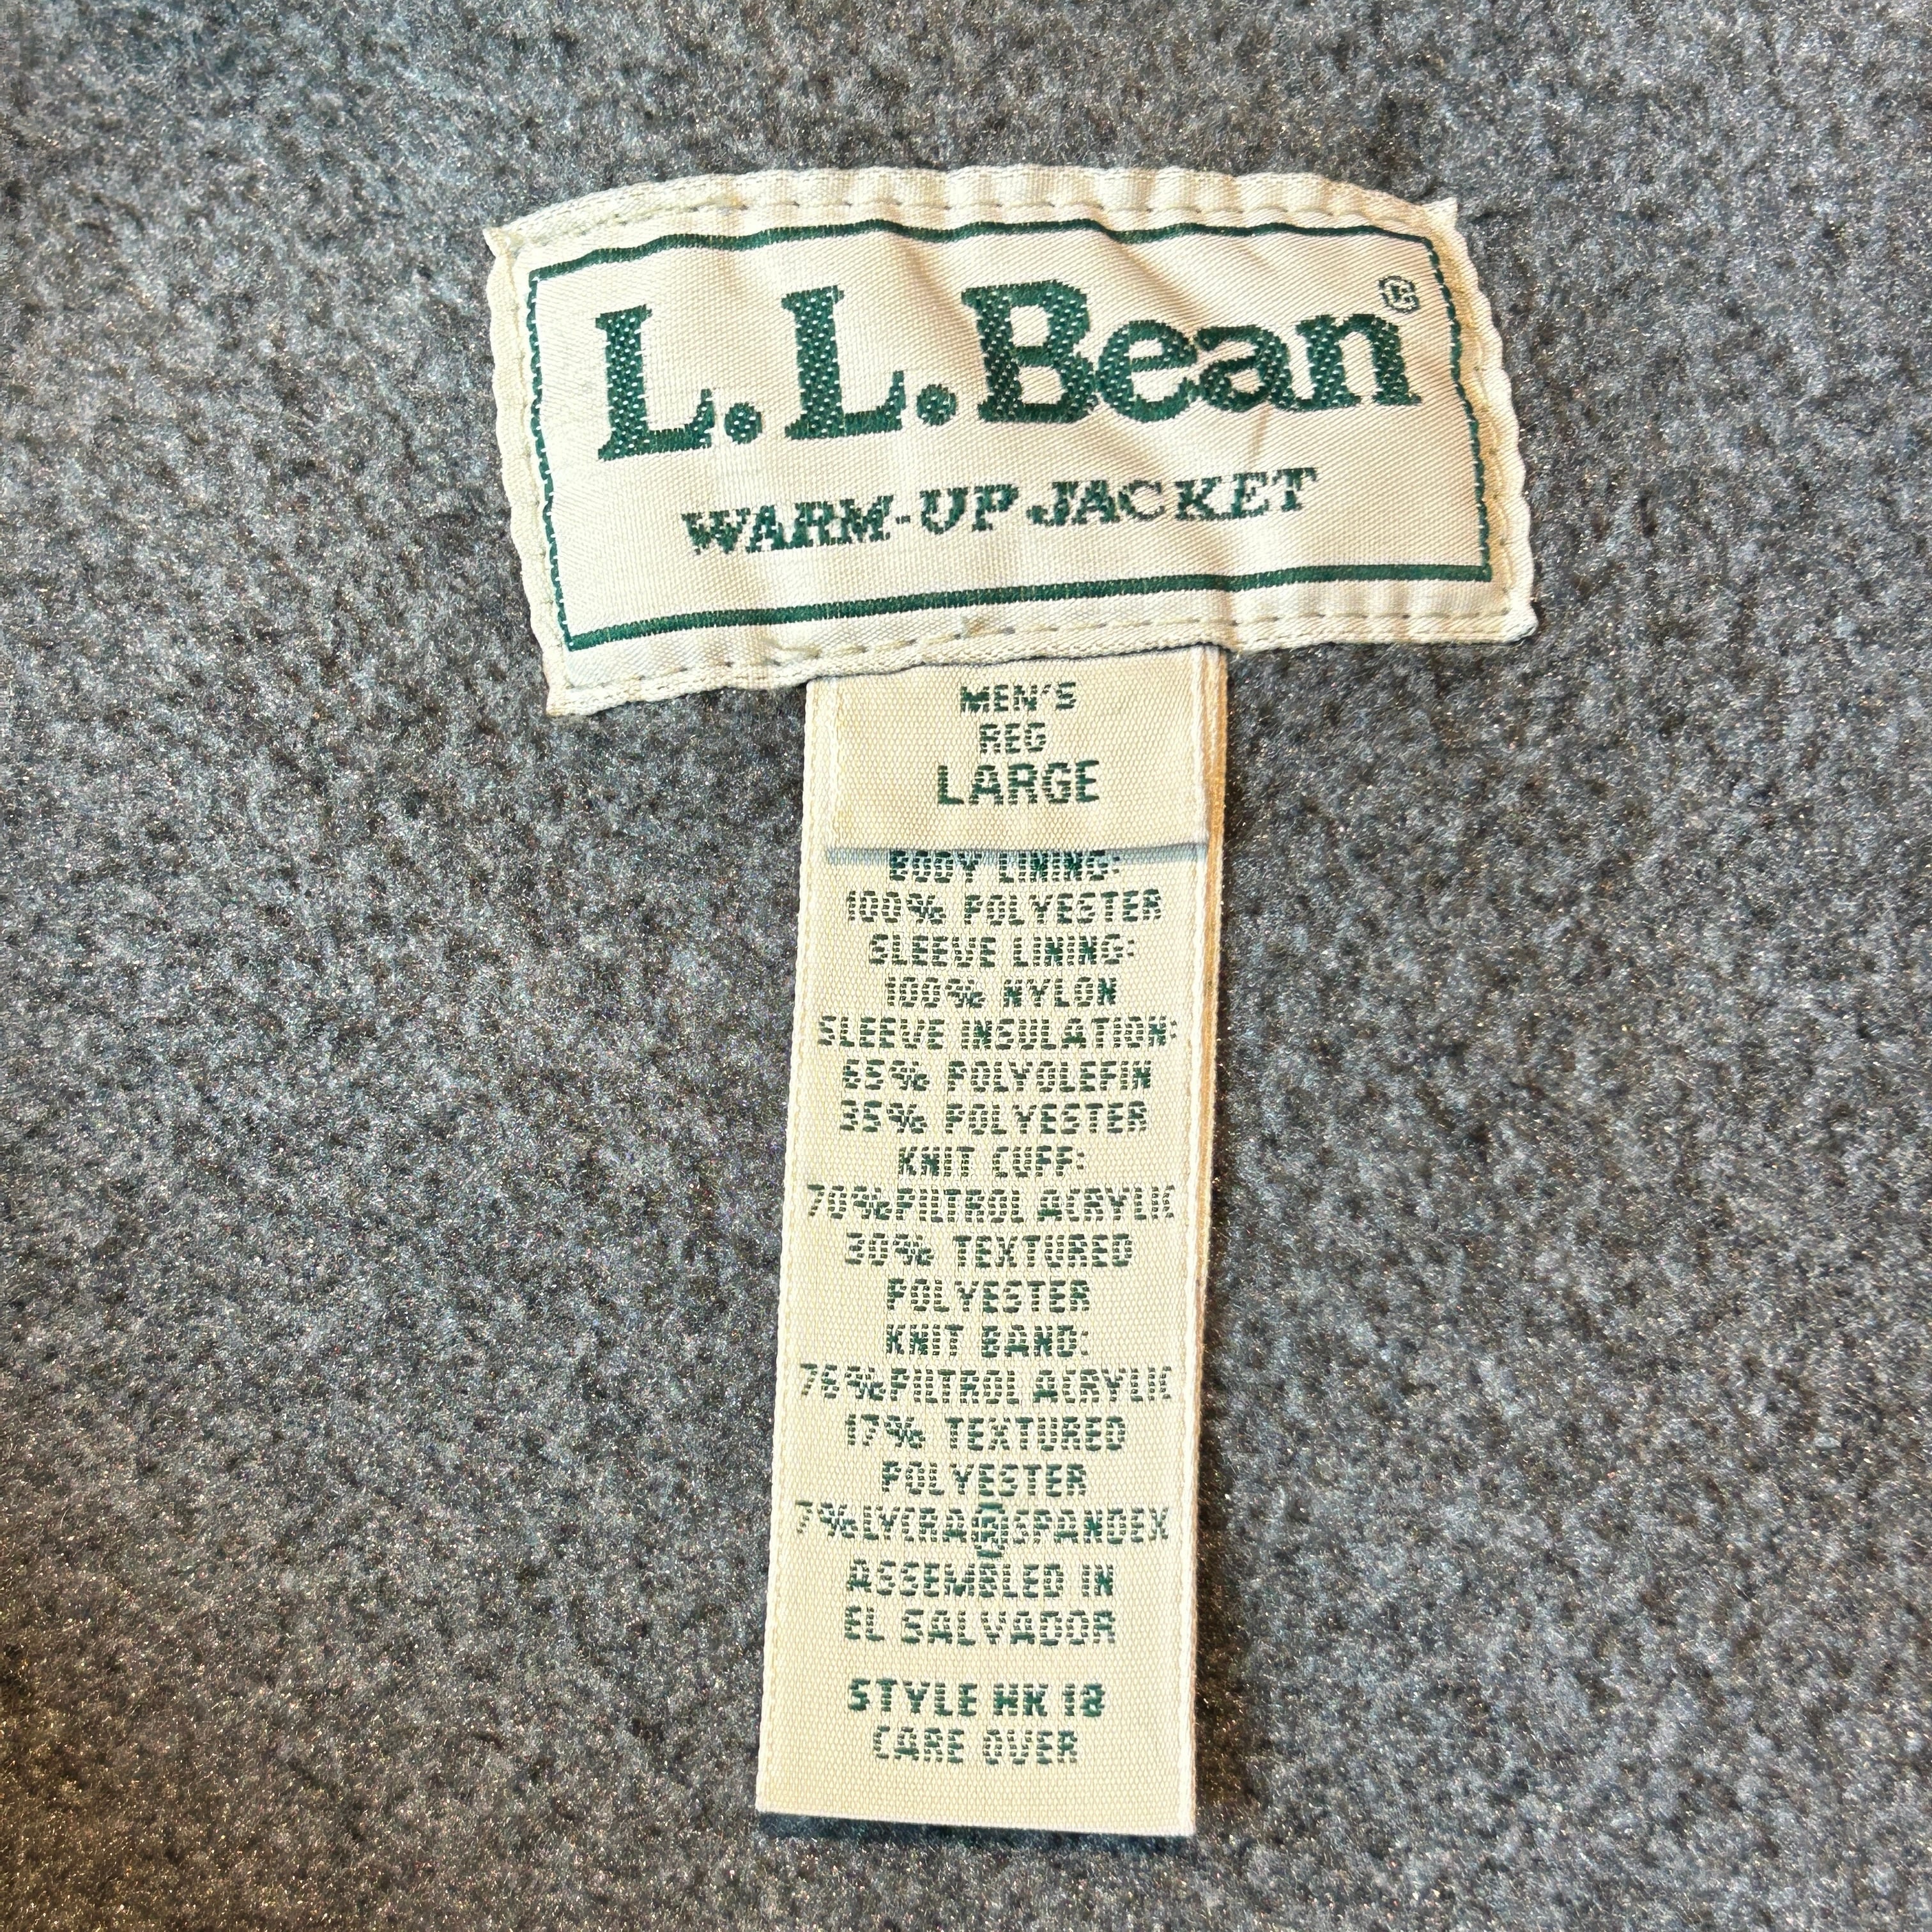 L.L.Bean®
WARM-UP JACKET
MEN'S
REG
LARGE
BODY LINING:
100% POLYESTER
SLEEVE LINING:
100% NYLON
SLEEVE INSULATION:
65% POLYOLEFIN
35% POLYESTER
KNIT CUFF:
70% PILTROL ACRYLIC
30% TEXTURED
POLYESTER
KNIT BAND:
76% PILTROL ACRYLIC
17% TEXTURED
POLYESTER
7% LYCRA® SPANDEX
ASSEMBLED IN
EL SALVADOR
STYLE HK 18
CARE OVER